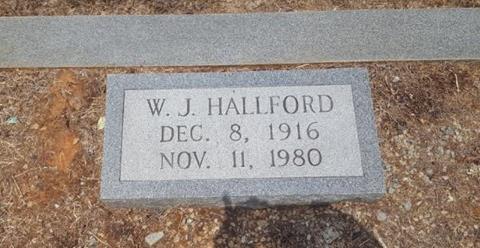 W. J. HALLFORD
DEC. 8, 1916
NOV. 11, 1980